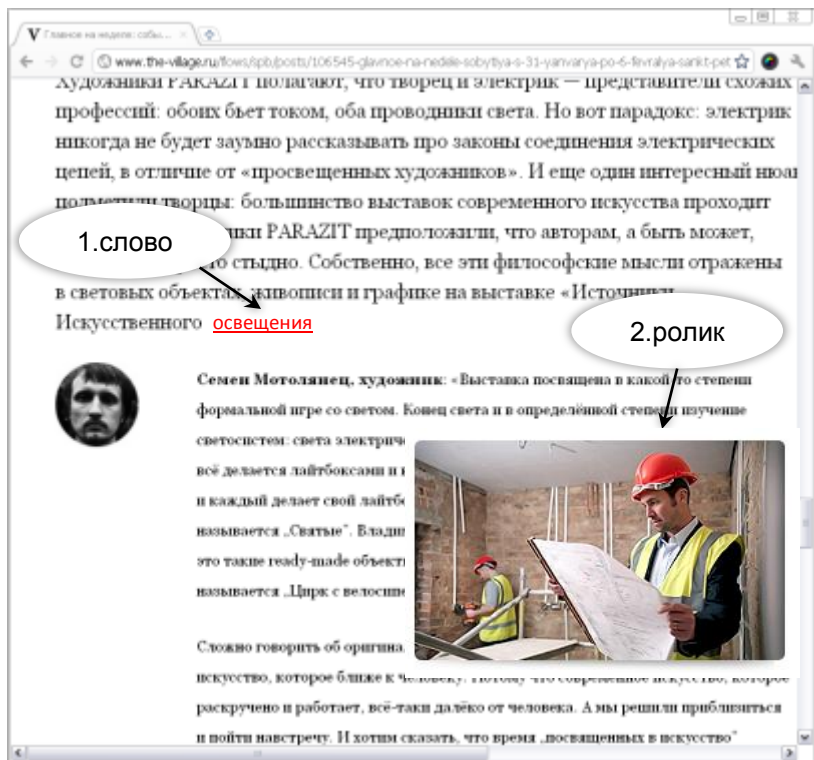 Главное на неделе: собы...
www.the-village.ru/flows/spb/posts/106545-glavnoe-na-nedele-sobytiya-s-31-yanvarya-po-6-fevralya-sankt-pet
Художники PARAZIT полагают, что творец и электрик — представители схожих
профессий: обоих бьет током, оба проводники света. Но вот парадокс: электрик
никогда не будет заумно рассказывать про законы соединения электрических
цепей, в отличие от «просвещенных художников». И еще один интересный нюан
подметили творцы: большинство выставок современного искусства проходит
1.слово
ики PARAZIT предположили, что авторам, а быть может,
о стыдно. Собственно, все эти философские мысли отражены
в световых объектах, живописи и графике на выставке «Источники
Искусственного освещения
2.ролик
Семен Мотолянец, художник: «Выставка посвящена в какой-то степени
формальной игре со светом. Конец света и в определённой степени изучение
светосистем: света электриче
всё делается лайтбоксами и
и каждый делает свой лайтбо
называется „Святые". Влади
это такие ready-made объект
называется „Цирк с велосипе
Сложно говорить об оригина
искусство, которое ближе к человеку. Потому что современное искусство, которое
раскручено и работает, всё-таки далёко от человека. А мы решили приблизиться
и пойти навстречу. И хотим сказать, что время „посвященных в искусство"